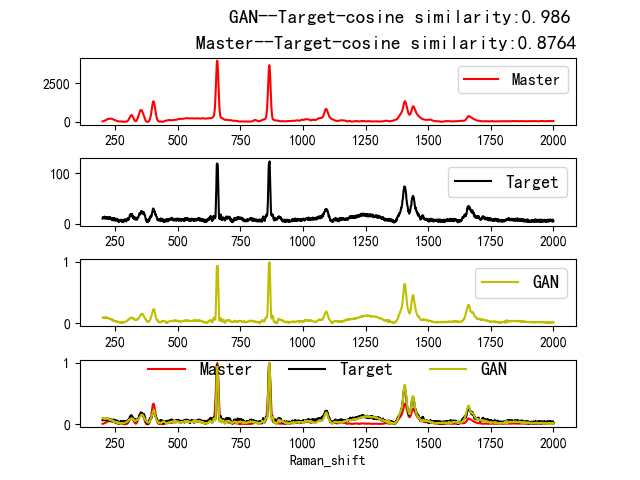 GAN--Target-cosine similarity:0.986
Master--Target-cosine similarity:0.8764
2500
0
Master
250 500 750 1000 1250 1500 1750 2000
100
0
Target
250 500 750 1000 1250 1500 1750 2000
1
0
GAN
250 500 750 1000 1250 1500 1750 2000
1
0
Master Target GAN
250 500 750 1000 1250 1500 1750 2000
Raman_shift